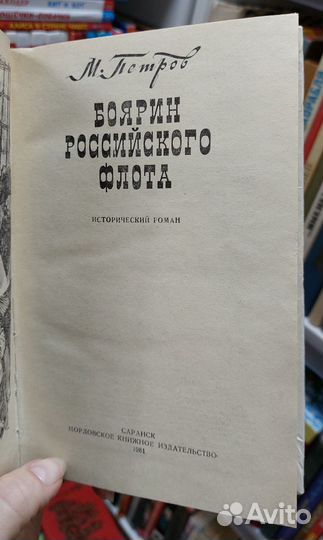 М. Петров
БОЯРИН
РОССИЙСКОГО
ФЛОТА
ИСТОРИЧЕСКИЙ РОМАН
САРАНСК
МОРДОВСКОЕ КНИЖНОЕ ИЗДАТЕЛЬСТВО
1981
Avito